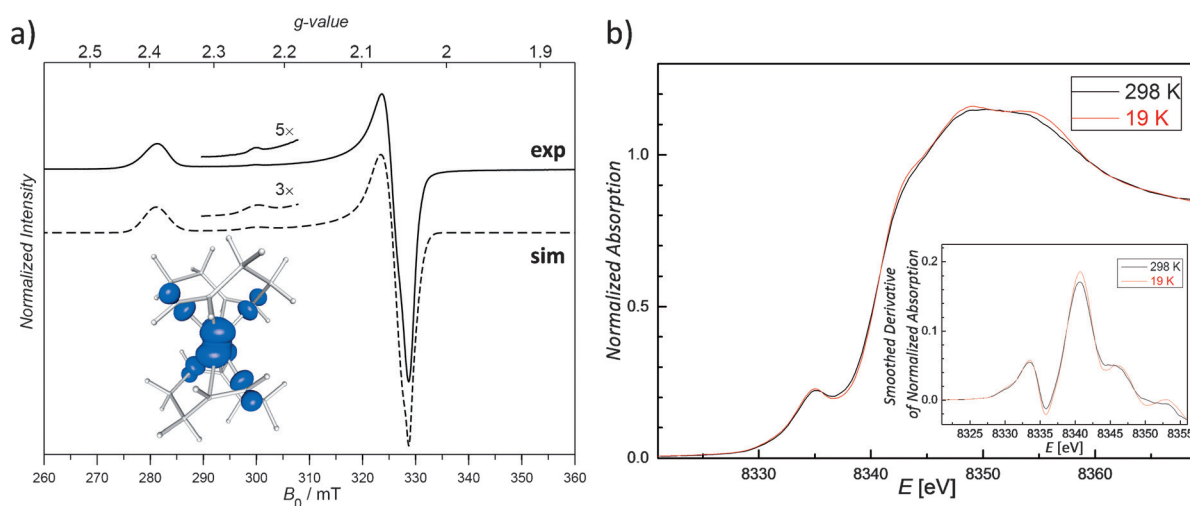 a)
g-value
2.5 2.4 2.3 2.2 2.1 2 1.9
5×
exp
3×
sim
Normalized Intensity
260 270 280 290 300 310 320 330 340 350 360
B0 / mT
b)
298 K
19 K
1.0
0.5
0.0
Normalized Absorption
8330 8340 8350 8360
E [eV]
298 K
19 K
0.2
0.1
0.0
Smoothed Derivative
of Normalized Absorption
8325 8330 8335 8340 8345 8350 8355
E [eV]